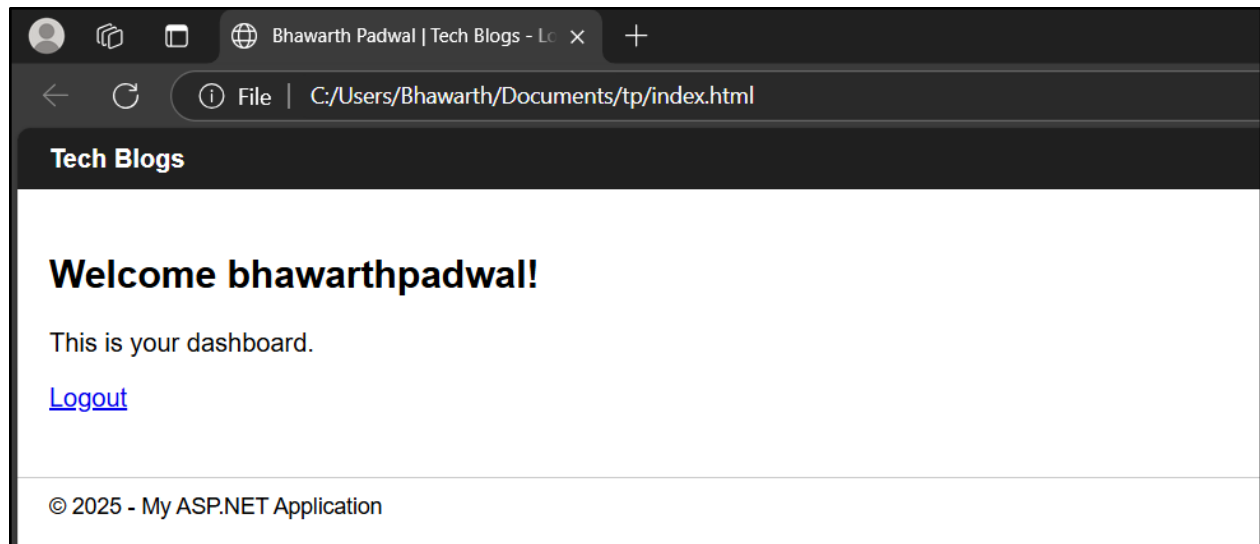 Bhawarth Padwal | Tech Blogs - Lo
File | C:/Users/Bhawarth/Documents/tp/index.html
Tech Blogs
Welcome bhawarthpadwal!
This is your dashboard.
Logout
© 2025 - My ASP.NET Application